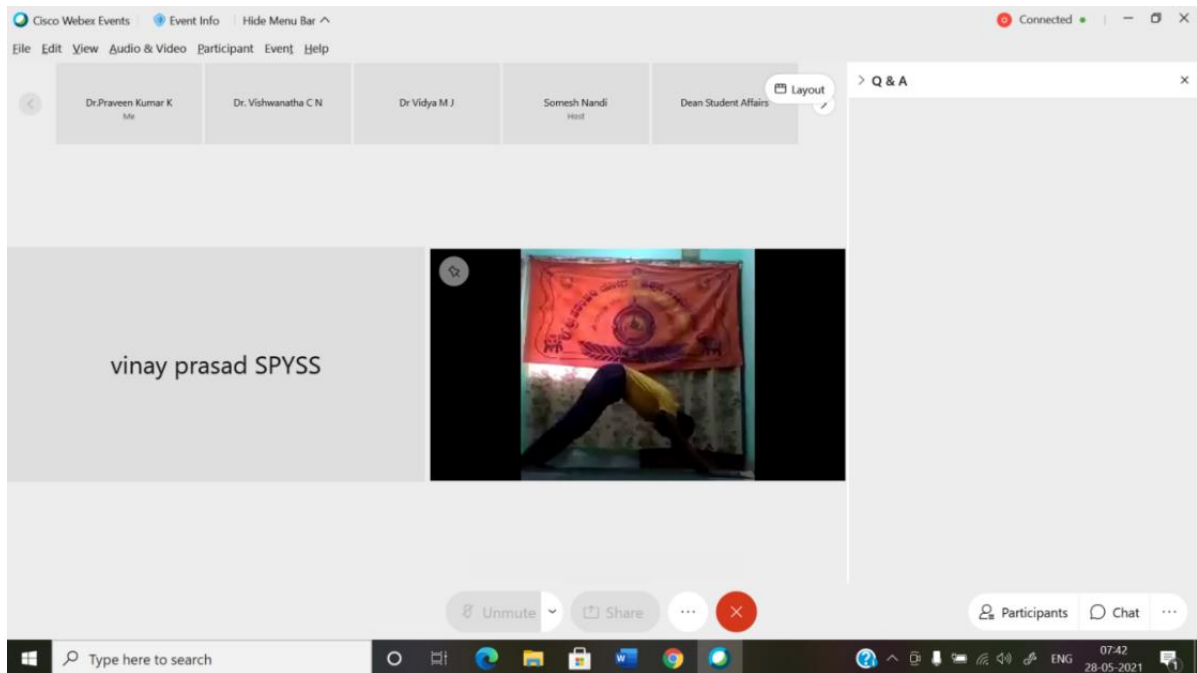 Cisco Webex Events Event Info Hide Menu Bar Connected
File Edit View Audio & Video Participant Event Help
Layout
Dr.Praveen Kumar K
Me
Dr. Vishwanatha C N
Dr Vidya M J
Somesh Nandi
Host
Dean Student Affairs
Q & A
vinay prasad SPYSS
Unmute Share
Participants Chat
Type here to search
ENG
07:42
28-05-2021